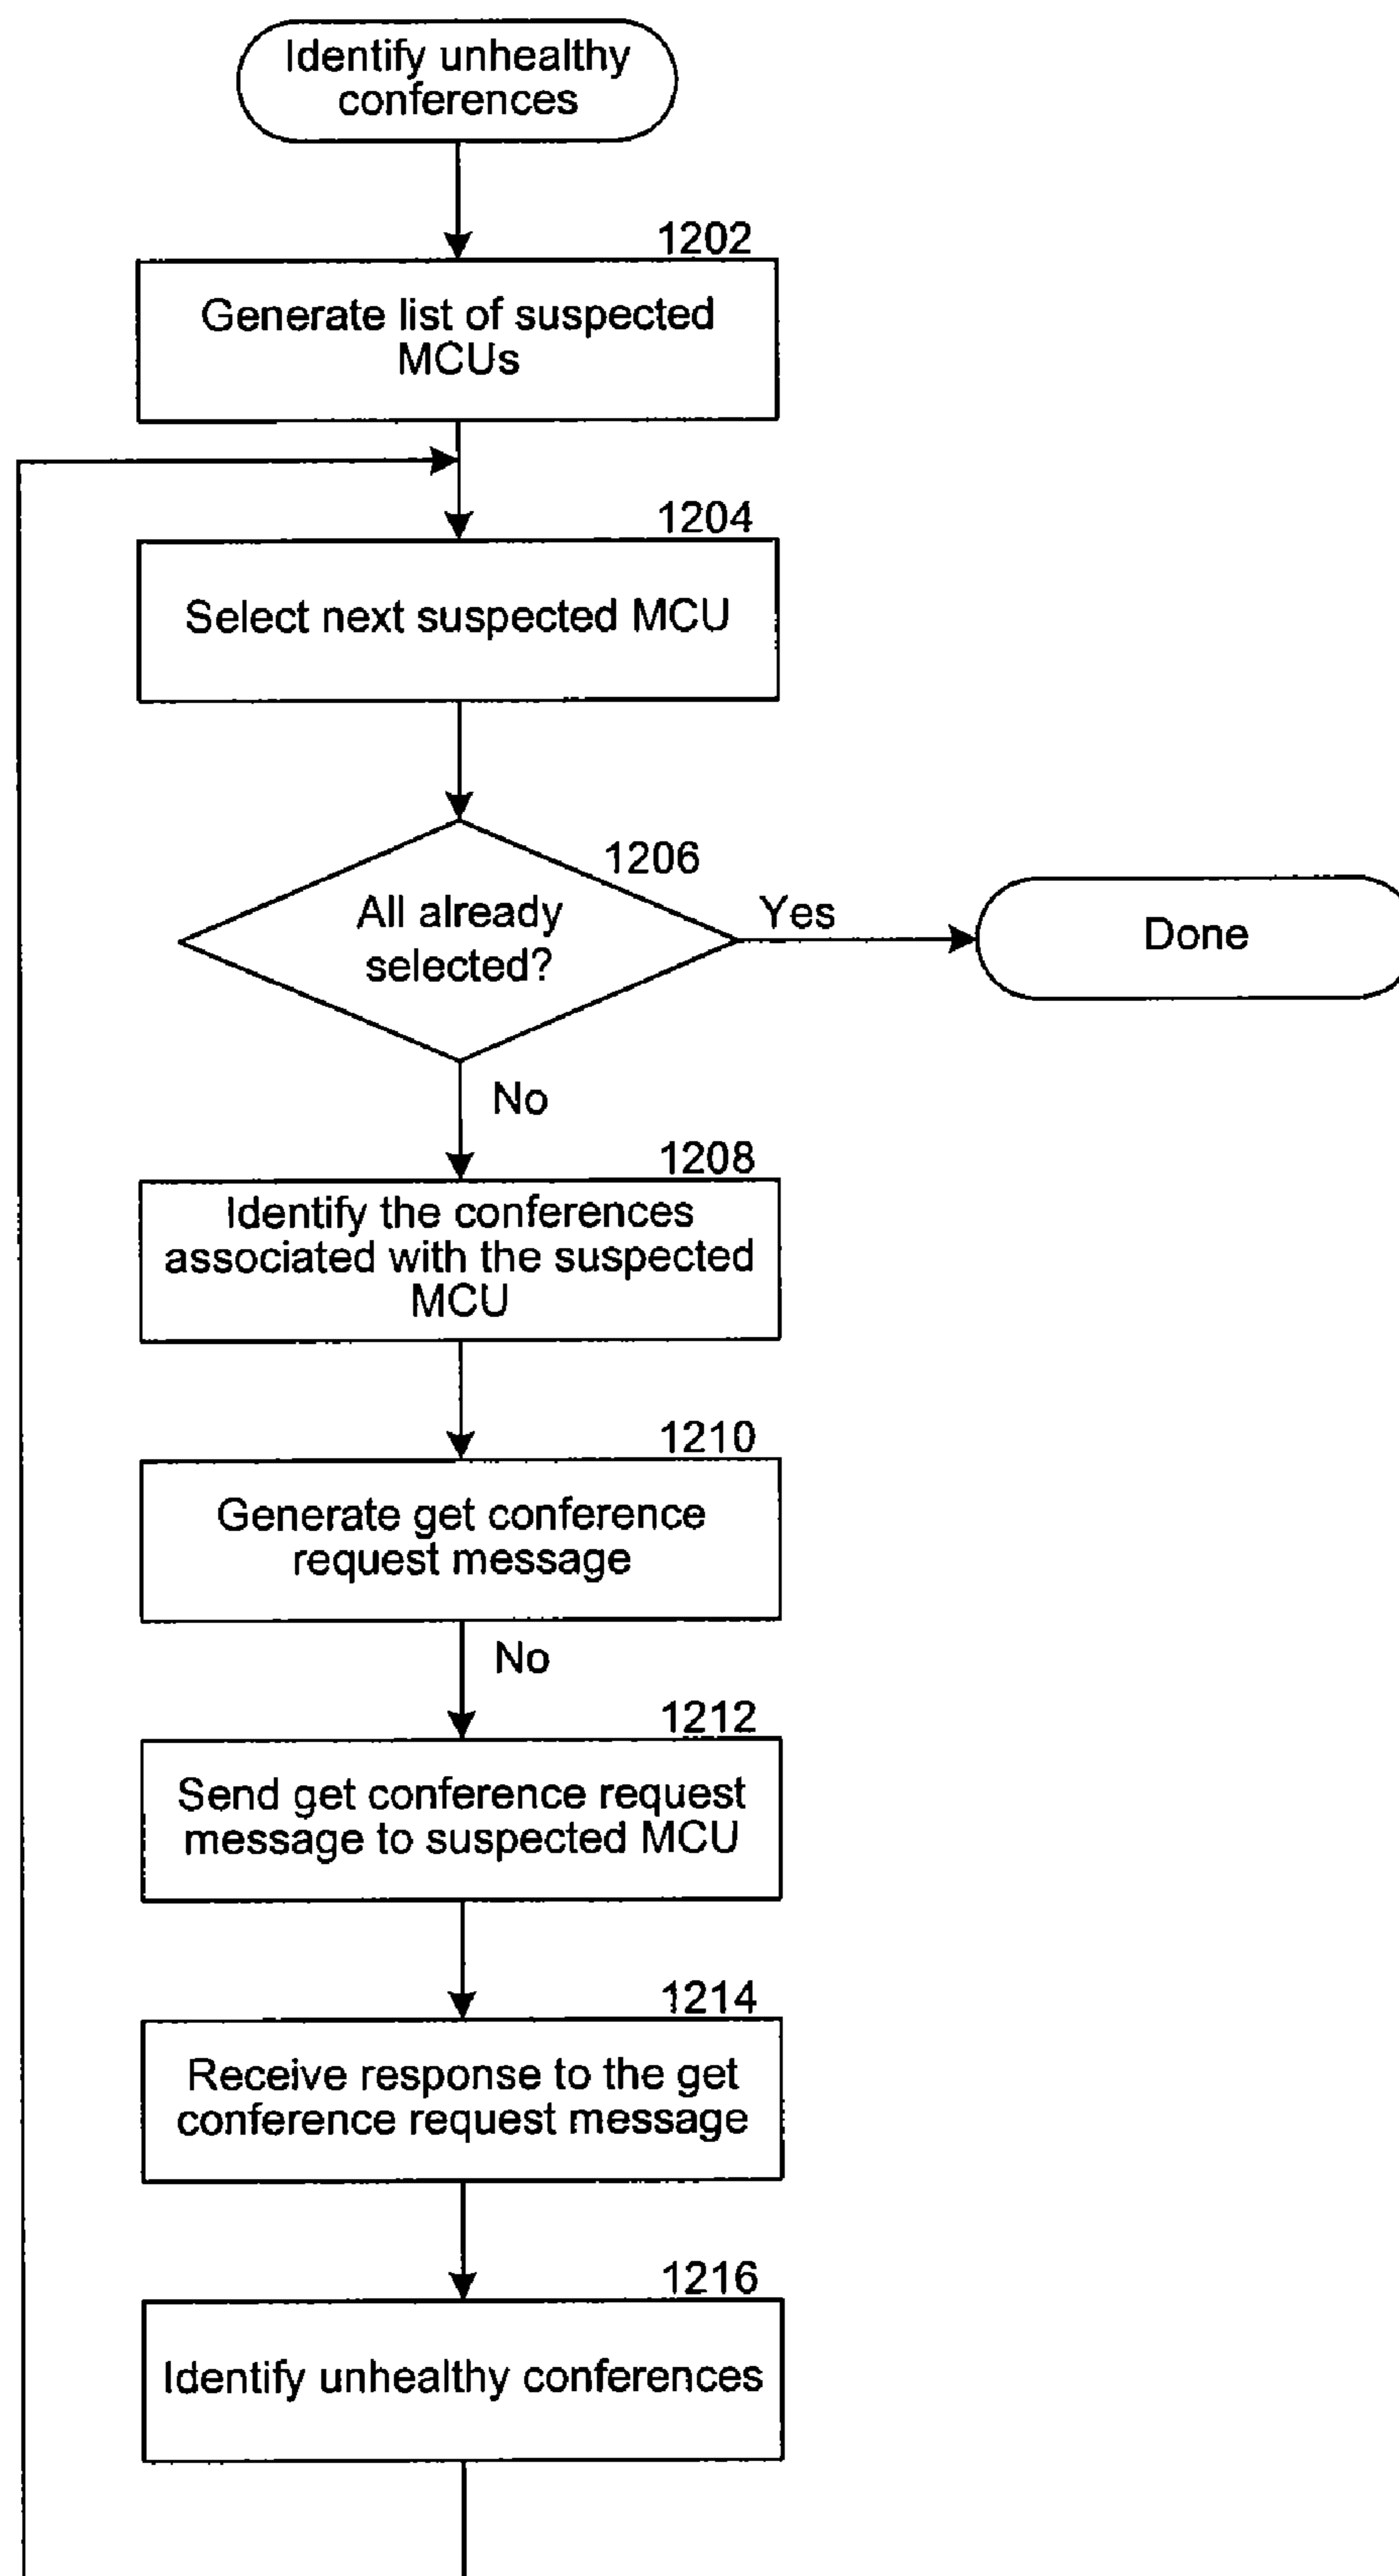 Identify unhealthy
conferences
1202
Generate list of suspected
MCUs
1204
Select next suspected MCU
1206
All already
selected?
Yes
Done
No
1208
Identify the conferences
associated with the suspected
MCU
1210
Generate get conference
request message
No
1212
Send get conference request
message to suspected MCU
1214
Receive response to the get
conference request message
1216
Identify unhealthy conferences